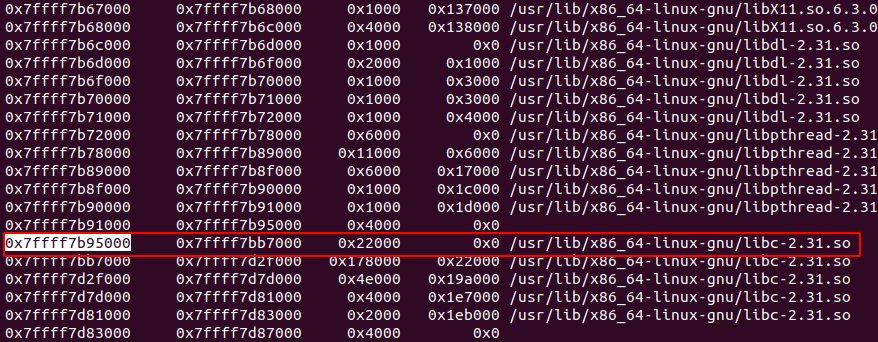 0x7ffff7b67000 0x7ffff7b68000 0x1000 0x137000 /usr/lib/x86_64-linux-gnu/libX11.so.6.3.0
0x7ffff7b68000 0x7ffff7b6c000 0x4000 0x138000 /usr/lib/x86_64-linux-gnu/libX11.so.6.3.0
0x7ffff7b6c000 0x7ffff7b6d000 0x1000 0x0 /usr/lib/x86_64-linux-gnu/libdl-2.31.so
0x7ffff7b6d000 0x7ffff7b6f000 0x2000 0x1000 /usr/lib/x86_64-linux-gnu/libdl-2.31.so
0x7ffff7b6f000 0x7ffff7b70000 0x1000 0x3000 /usr/lib/x86_64-linux-gnu/libdl-2.31.so
0x7ffff7b70000 0x7ffff7b71000 0x1000 0x3000 /usr/lib/x86_64-linux-gnu/libdl-2.31.so
0x7ffff7b71000 0x7ffff7b72000 0x1000 0x4000 /usr/lib/x86_64-linux-gnu/libdl-2.31.so
0x7ffff7b72000 0x7ffff7b78000 0x6000 0x0 /usr/lib/x86_64-linux-gnu/libpthread-2.31
0x7ffff7b78000 0x7ffff7b89000 0x11000 0x6000 /usr/lib/x86_64-linux-gnu/libpthread-2.31
0x7ffff7b89000 0x7ffff7b8f000 0x6000 0x17000 /usr/lib/x86_64-linux-gnu/libpthread-2.31
0x7ffff7b8f000 0x7ffff7b90000 0x1000 0x1c000 /usr/lib/x86_64-linux-gnu/libpthread-2.31
0x7ffff7b90000 0x7ffff7b91000 0x1000 0x1d000 /usr/lib/x86_64-linux-gnu/libpthread-2.31
0x7ffff7b91000 0x7ffff7b95000 0x4000 0x0
0x7ffff7b95000 0x7ffff7bb7000 0x22000 0x0 /usr/lib/x86_64-linux-gnu/libc-2.31.so
0x7ffff7bb7000 0x7ffff7d2f000 0x178000 0x22000 /usr/lib/x86_64-linux-gnu/libc-2.31.so
0x7ffff7d2f000 0x7ffff7d7d000 0x4e000 0x19a000 /usr/lib/x86_64-linux-gnu/libc-2.31.so
0x7ffff7d7d000 0x7ffff7d81000 0x4000 0x1e7000 /usr/lib/x86_64-linux-gnu/libc-2.31.so
0x7ffff7d81000 0x7ffff7d83000 0x2000 0x1eb000 /usr/lib/x86_64-linux-gnu/libc-2.31.so
0x7ffff7d83000 0x7ffff7d87000 0x4000 0x0